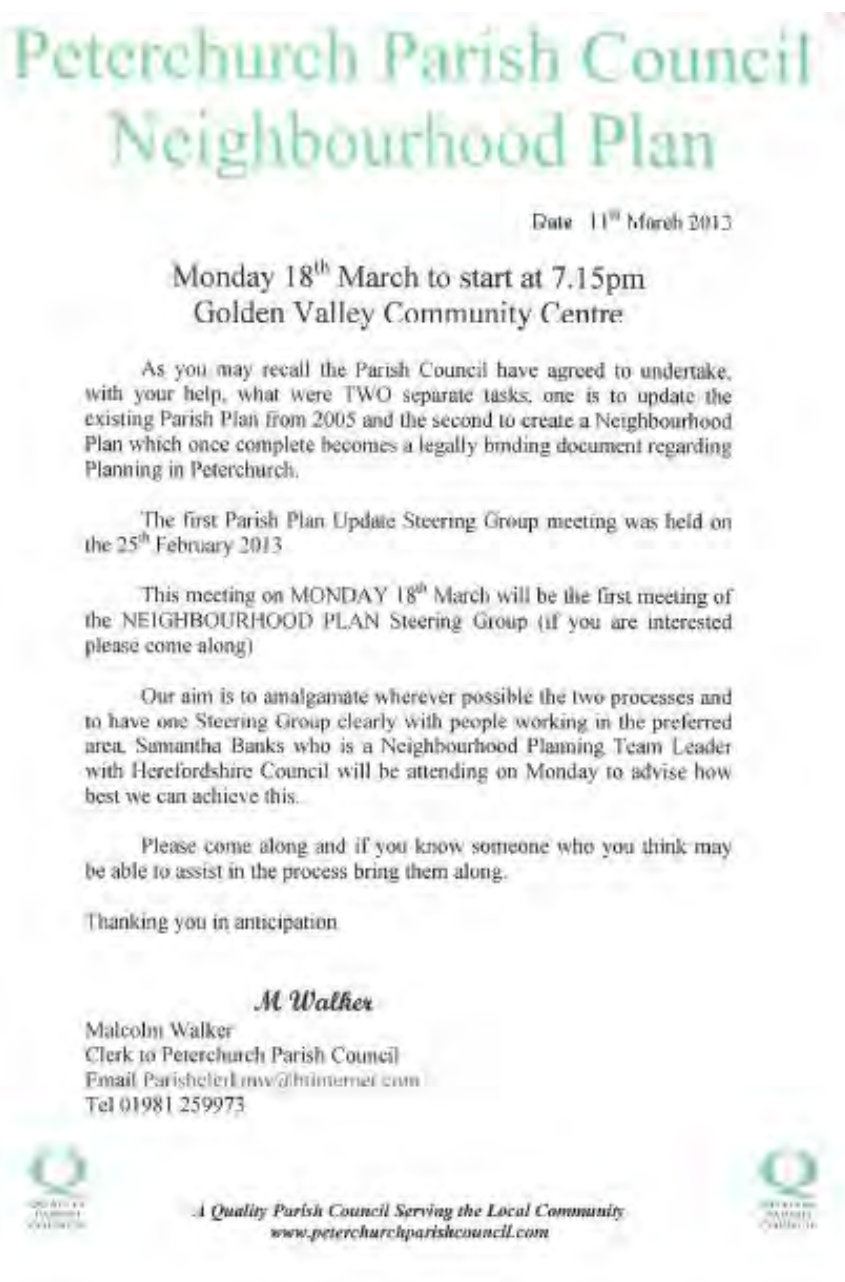 Peterchurch Parish Council
Neighbourhood Plan
Date 11th March 2013
Monday 18th March to start at 7.15pm
Golden Valley Community Centre
As you may recall the Parish Council have agreed to undertake,
with your help, what were TWO separate tasks, one is to update the
existing Parish Plan from 2005 and the second to create a Neighbourhood
Plan which once complete becomes a legally binding document regarding
Planning in Peterchurch.
The first Parish Plan Update Steering Group meeting was held on
the 25th February 2013
This meeting on MONDAY 18th March will be the first meeting of
the NEIGHBOURHOOD PLAN Steering Group (if you are interested
please come along)
Our aim is to amalgamate wherever possible the two processes and
to have one Steering Group clearly with people working in the preferred
area. Samantha Banks who is a Neighbourhood Planning Team Leader
with Herefordshire Council will be attending on Monday to advise how
best we can achieve this.
Please come along and if you know someone who you think may
be able to assist in the process bring them along.
Thanking you in anticipation
M Walker
Malcolm Walker
Clerk to Peterchurch Parish Council
Email
Tel 01981 259973
Q
PARISH
COUNCIL
Q
PARISH
COUNCIL
A Quality Parish Council Serving the Local Community
www.peterchurchparishcouncil.com